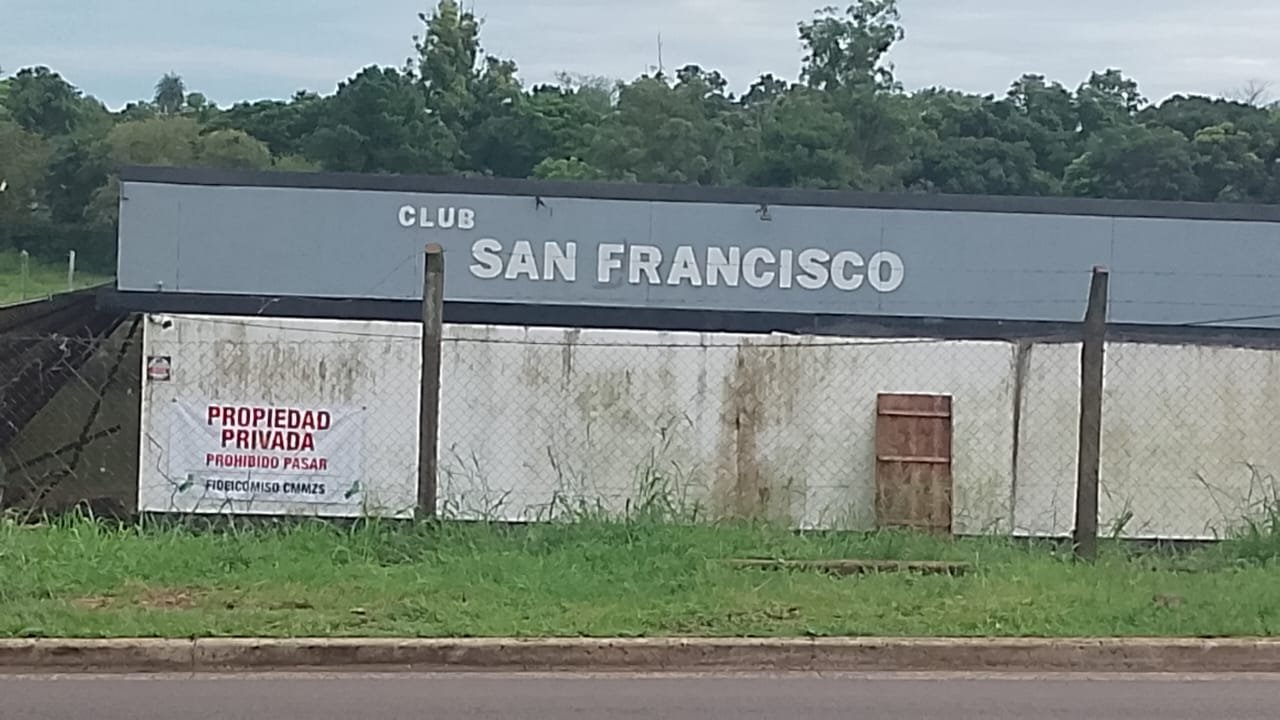 CLUB
SAN FRANCISCO
PROPIEDAD
PRIVADA
PROHIBIDO PASAR
FIDEICOMISO CMMZS